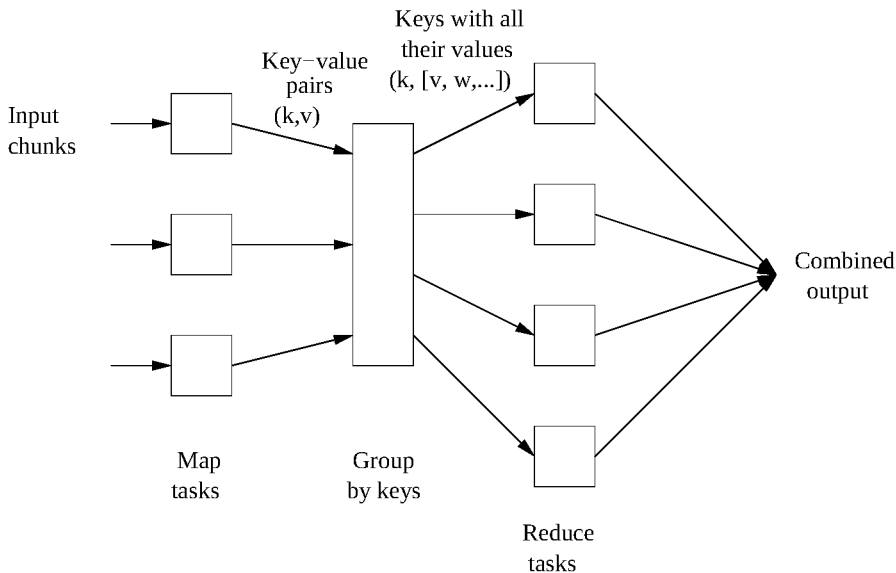 Input
chunks
Key−value
pairs
(k,v)
Keys with all
their values
(k, [v, w,...])
Combined
output
Map
tasks
Group
by keys
Reduce
tasks